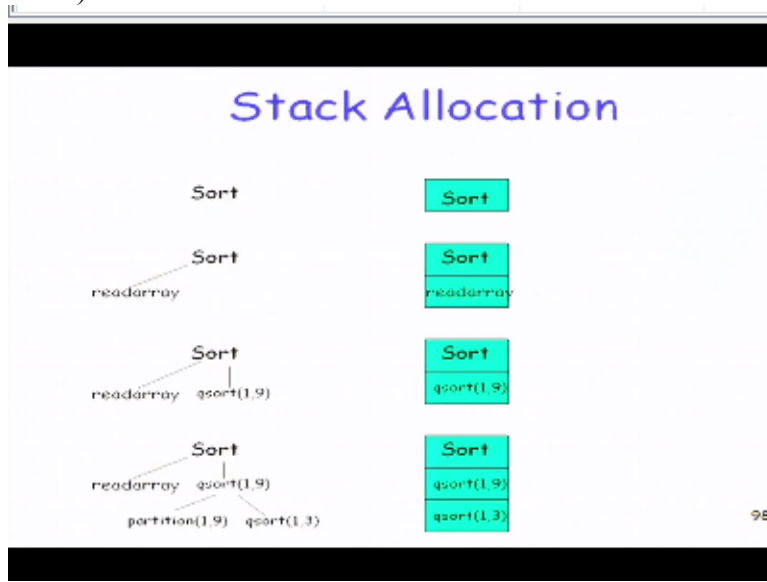 Stack Allocation
Sort
Sort
Sort
Sort
readarray
readarray
Sort
Sort
readarray qsort(1,9)
qsort(1,9)
Sort
Sort
readarray qsort(1,9)
qsort(1,9)
partition(1,9) qsort(1,3)
qsort(1,3)
98